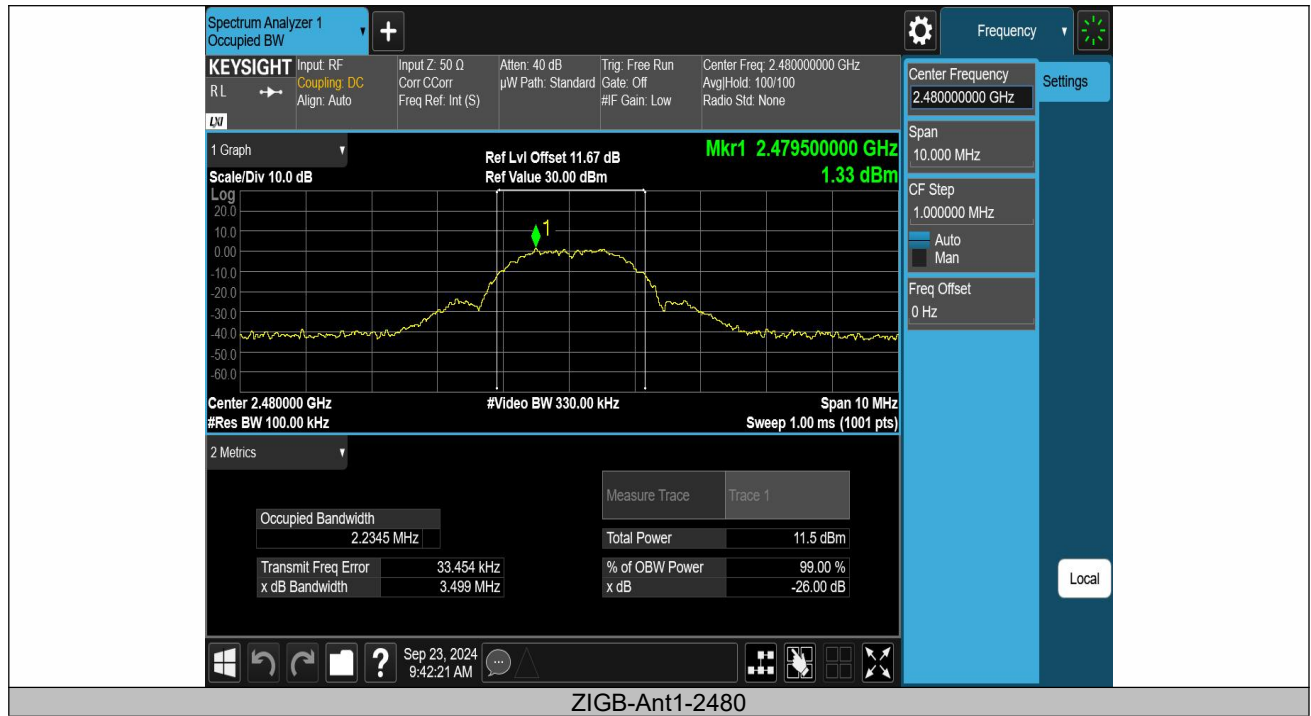 Spectrum Analyzer 1
Occupied BW
+
Frequency
KEYSIGHT
R L
LXI
Input: RF
Coupling: DC
Align: Auto
Input Z: 50 Ω
Corr CCorr
Freq Ref: Int (S)
Atten: 40 dB
µW Path: Standard
Trig: Free Run
Gate: Off
#IF Gain: Low
Center Freq: 2.480000000 GHz
Avg|Hold: 100/100
Radio Std: None
Center Frequency
2.480000000 GHz
Settings
Span
10.000 MHz
CF Step
1.000000 MHz
Auto
Man
Freq Offset
0 Hz
Local
1 Graph
Scale/Div 10.0 dB
Ref Lvl Offset 11.67 dB
Ref Value 30.00 dBm
Mkr1 2.479500000 GHz
1.33 dBm
Log
20.0
10.0
0.00
-10.0
-20.0
-30.0
-40.0
-50.0
-60.0
1
Center 2.480000 GHz
#Res BW 100.00 kHz
#Video BW 330.00 kHz
Span 10 MHz
Sweep 1.00 ms (1001 pts)
2 Metrics
Measure Trace Trace 1
Occupied Bandwidth
2.2345 MHz
Total Power 11.5 dBm
Transmit Freq Error 33.454 kHz
% of OBW Power 99.00 %
x dB Bandwidth 3.499 MHz
x dB -26.00 dB
?
Sep 23, 2024
9:42:21 AM
ZIGB-Ant1-2480